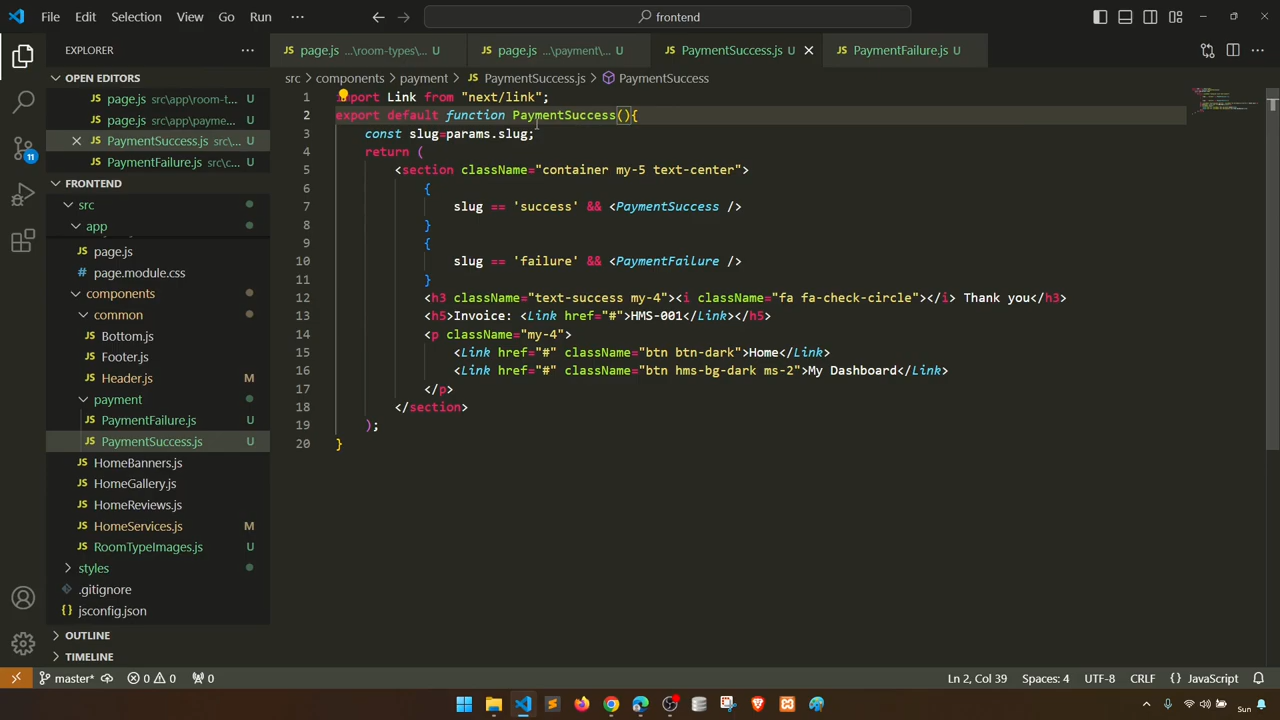 File Edit Selection View Go Run ··· frontend
EXPLORER ···
page.js ...\room-types\... U
page.js ...\payment\... U
PaymentSuccess.js U
PaymentFailure.js U
OPEN EDITORS
page.js src\app\room-t... U
page.js src\app\payme... U
PaymentSuccess.js src\... U
PaymentFailure.js src\c... U
FRONTEND
src
app
page.js
page.module.css
components
common
Bottom.js
Footer.js
Header.js M
payment
PaymentFailure.js U
PaymentSuccess.js U
HomeBanners.js
HomeGallery.js
HomeReviews.js
HomeServices.js M
RoomTypeImages.js U
styles
.gitignore
jsconfig.json
OUTLINE
TIMELINE
11
src > components > payment > PaymentSuccess.js > PaymentSuccess
1 import Link from "next/link";
2 export default function PaymentSuccess(){
3 const slug=params.slug;
4 return (
5 <section className="container my-5 text-center">
6 {
7 slug == 'success' && <PaymentSuccess />
8 }
9 {
10 slug == 'failure' && <PaymentFailure />
11 }
12 <h3 className="text-success my-4"><i className="fa fa-check-circle"></i> Thank you</h3>
13 <h5>Invoice: <Link href="#">HMS-001</Link></h5>
14 <p className="my-4">
15 <Link href="#" className="btn btn-dark">Home</Link>
16 <Link href="#" className="btn hms-bg-dark ms-2">My Dashboard</Link>
17 </p>
18 </section>
19 );
20 }
master* 0 0 0 Ln 2, Col 39 Spaces: 4 UTF-8 CRLF {} JavaScript
Sun